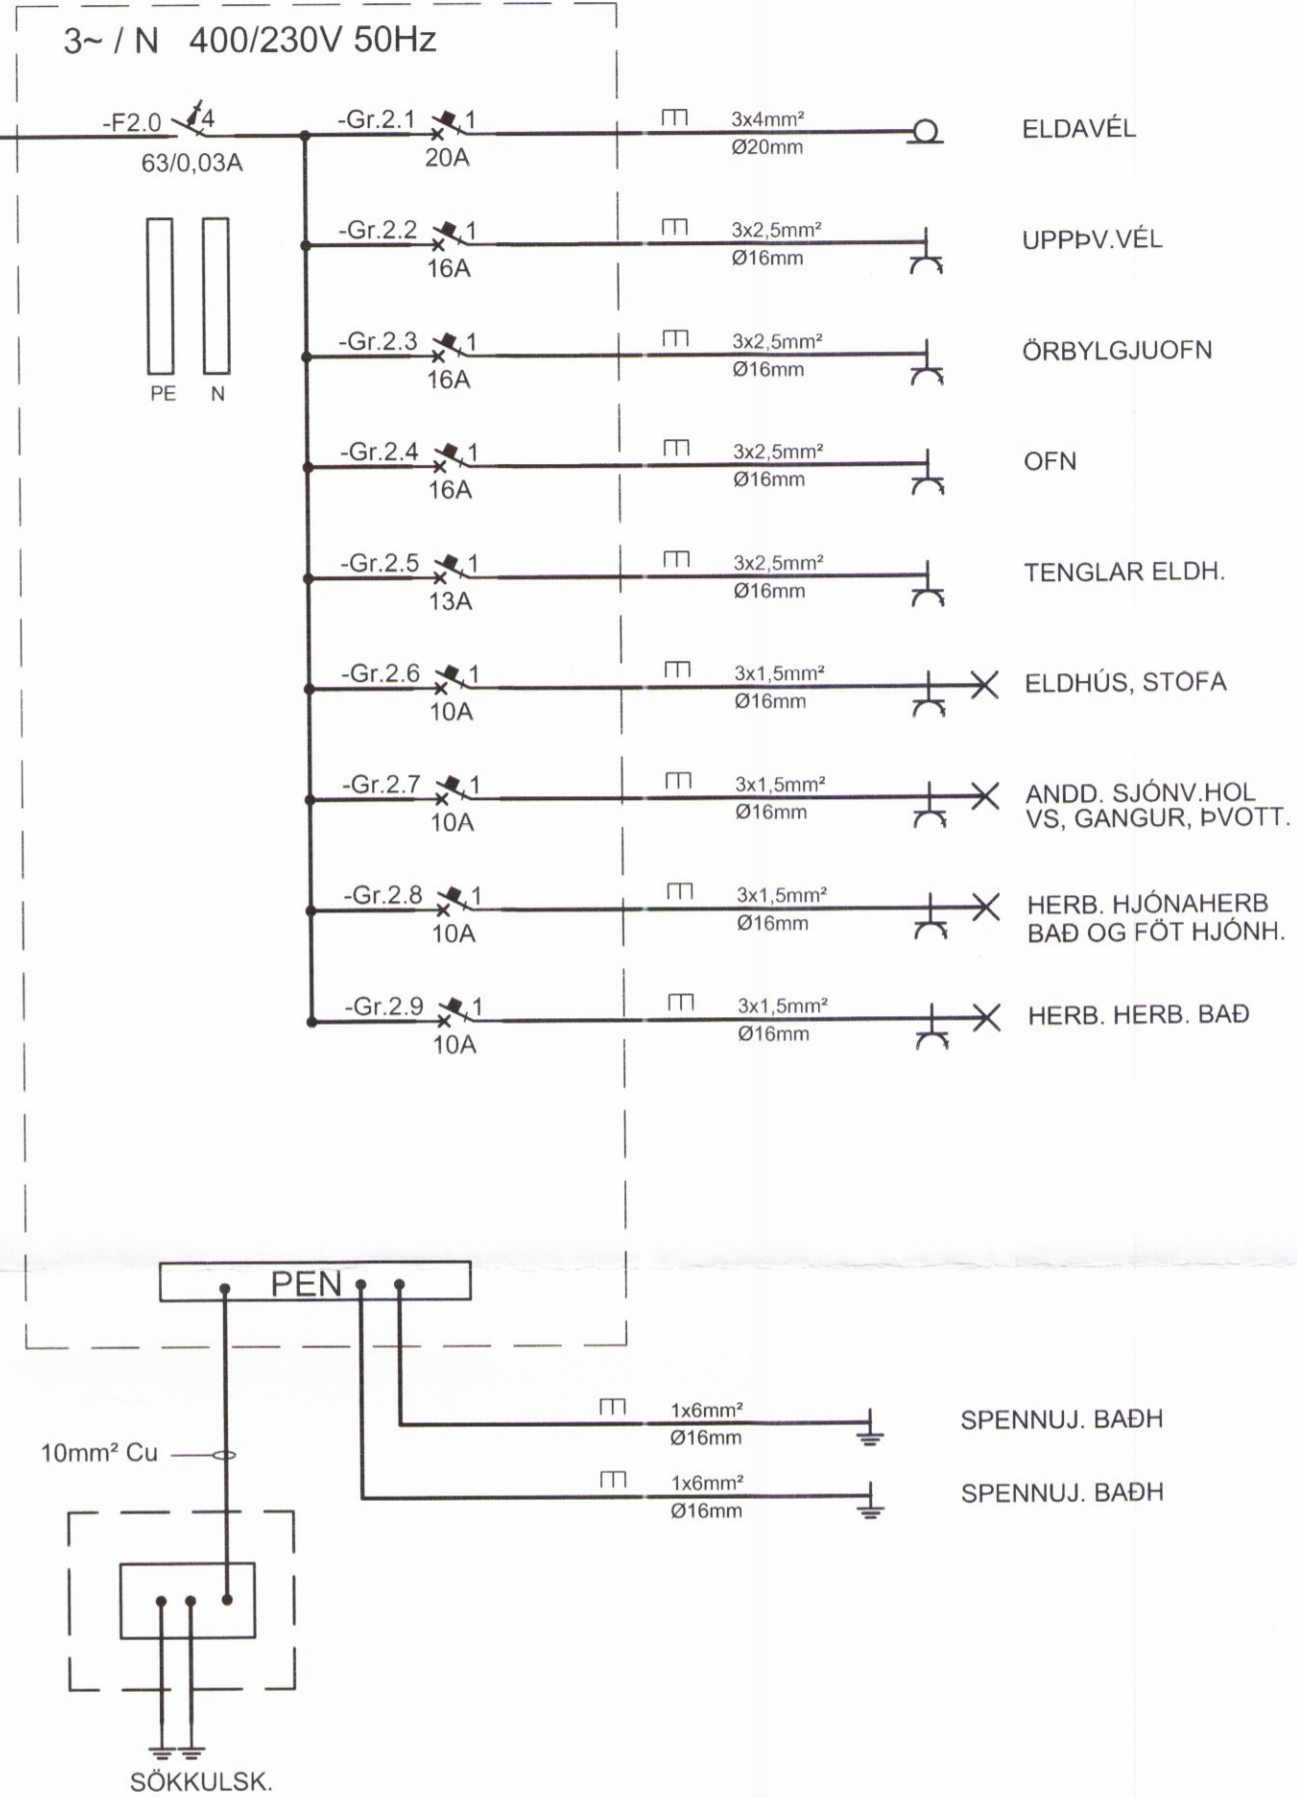 3~ / N 400/230V 50Hz
-F2.0 4
63/0,03A
PE N
-Gr.2.1 1
20A
3x4mm²
Ø20mm
ELDAVÉL
-Gr.2.2 1
16A
3x2,5mm²
Ø16mm
UPPÞV.VÉL
-Gr.2.3 1
16A
3x2,5mm²
Ø16mm
ÖRBYLGJUOFN
-Gr.2.4 1
16A
3x2,5mm²
Ø16mm
OFN
-Gr.2.5 1
13A
3x2,5mm²
Ø16mm
TENGLAR ELDH.
-Gr.2.6 1
10A
3x1,5mm²
Ø16mm
ELDHÚS, STOFA
-Gr.2.7 1
10A
3x1,5mm²
Ø16mm
ANDD. SJÓNV.HOL
VS, GANGUR, ÞVOTT.
-Gr.2.8 1
10A
3x1,5mm²
Ø16mm
HERB. HJÓNAHERB
BAÐ OG FÖT HJÓNH.
-Gr.2.9 1
10A
3x1,5mm²
Ø16mm
HERB. HERB. BAÐ
PEN
1x6mm²
Ø16mm
SPENNUJ. BAÐH
10mm² Cu
1x6mm²
Ø16mm
SPENNUJ. BAÐH
SÖKKULSK.